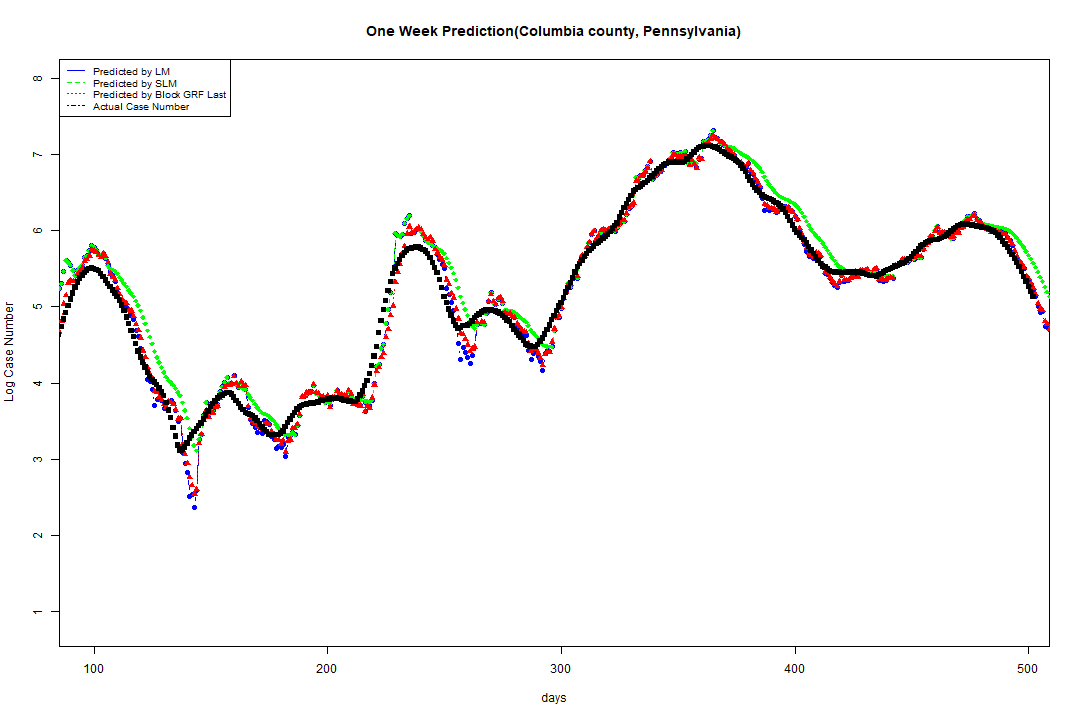 One Week Prediction(Columbia county, Pennsylvania)
Predicted by LM
Predicted by SLM
Predicted by Block GRF Last
Actual Case Number
8
7
6
5
4
3
2
1
Log Case Number
100 200 300 400 500
days